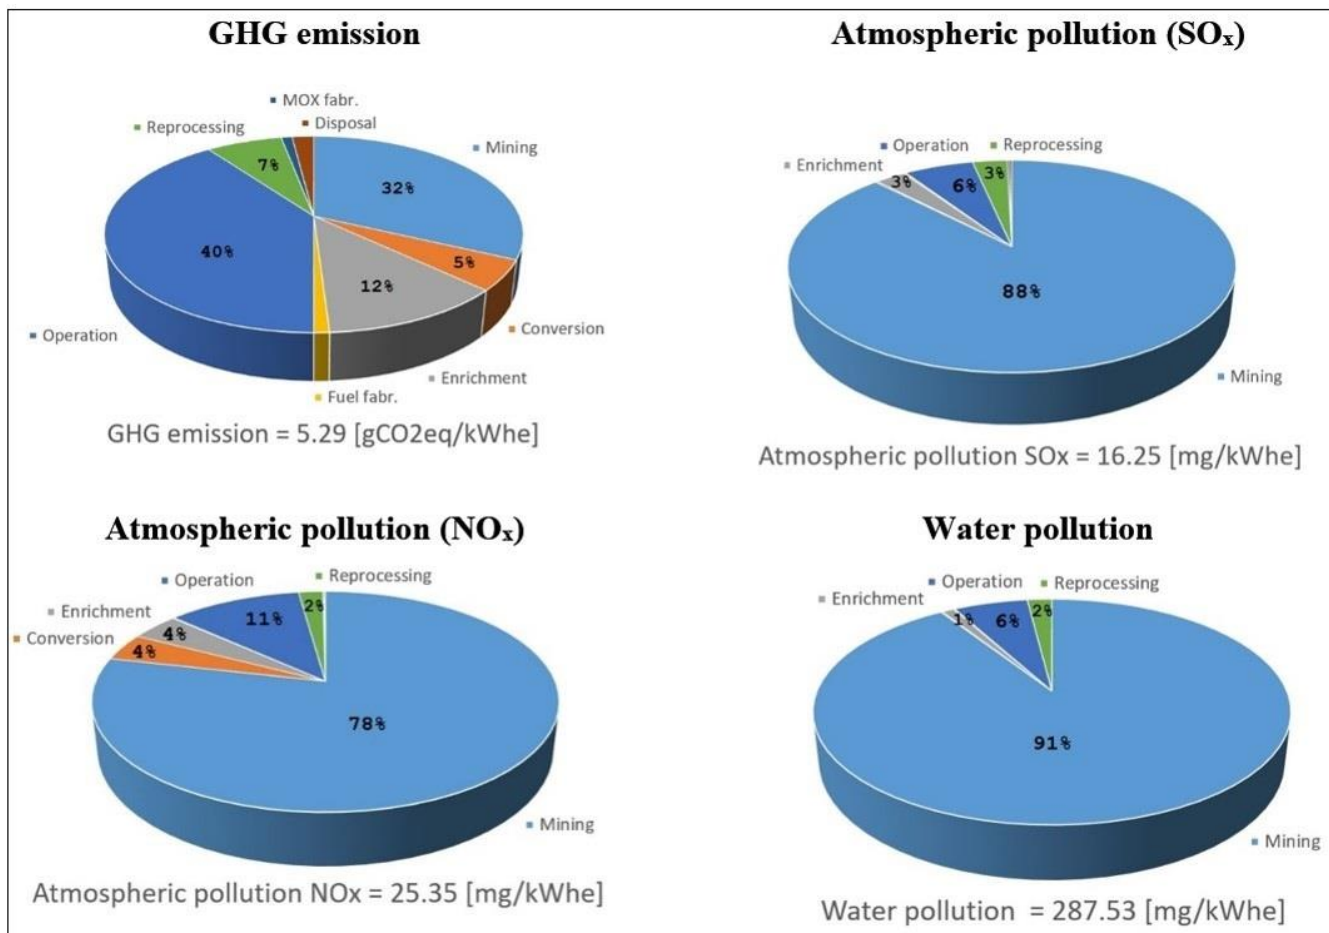 GHG emission
MOX fabr.
Disposal
Reprocessing
Mining
7%
32%
40%
5%
12%
Operation
Conversion
Enrichment
Fuel fabr.
GHG emission = 5.29 [gCO2eq/kWhe]
Atmospheric pollution (SOₓ)
Operation
Reprocessing
Enrichment
3%
6%
3%
88%
Mining
Atmospheric pollution SOx = 16.25 [mg/kWhe]
Atmospheric pollution (NOₓ)
Operation
Reprocessing
Enrichment
Conversion
11%
2%
4%
4%
78%
Mining
Atmospheric pollution NOx = 25.35 [mg/kWhe]
Water pollution
Operation
Reprocessing
Enrichment
1%
6%
2%
91%
Mining
Water pollution = 287.53 [mg/kWhe]